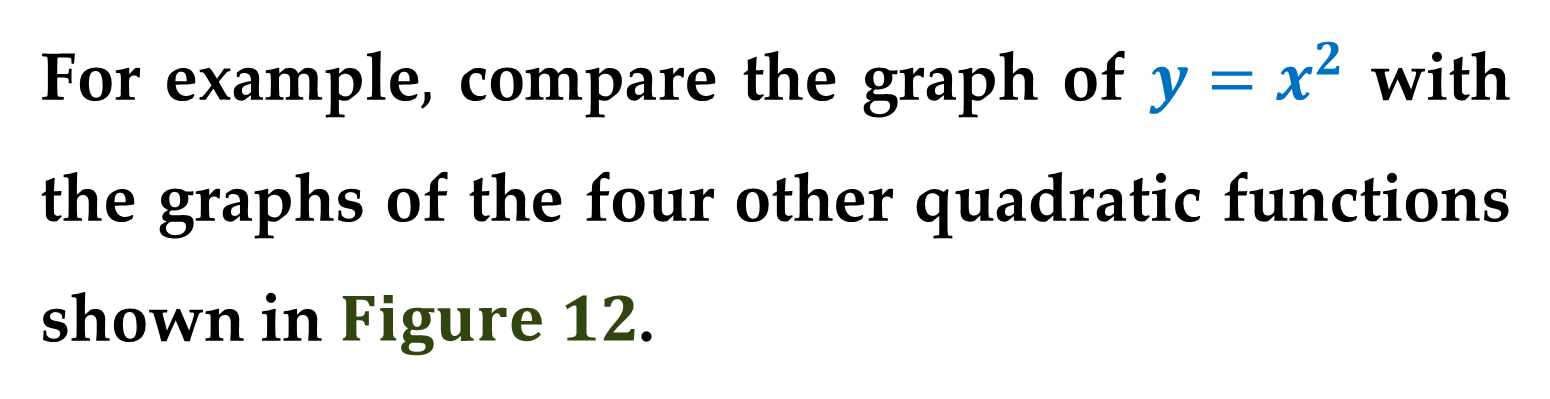 For example, compare the graph of y = x² with
the graphs of the four other quadratic functions
shown in Figure 12.